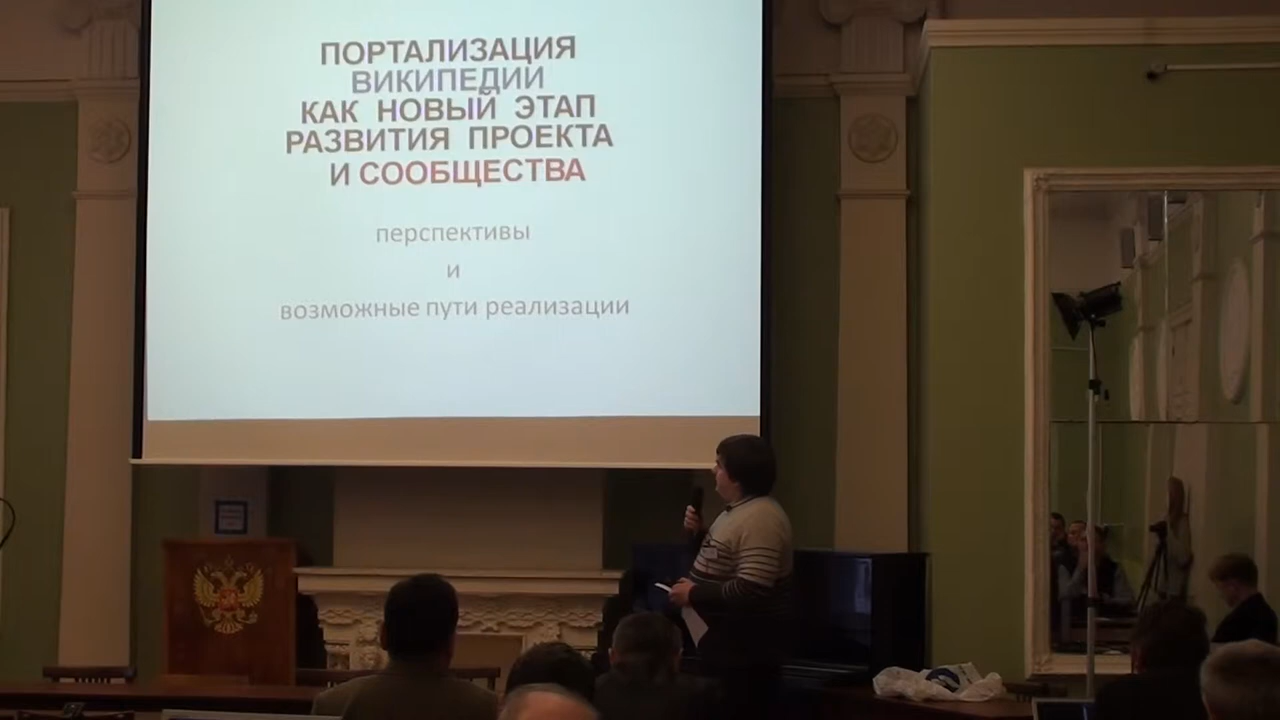 ПОРТАЛИЗАЦИЯ
ВИКИПЕДИИ
КАК НОВЫЙ ЭТАП
РАЗВИТИЯ ПРОЕКТА
И СООБЩЕСТВА
перспективы
и
возможные пути реализации